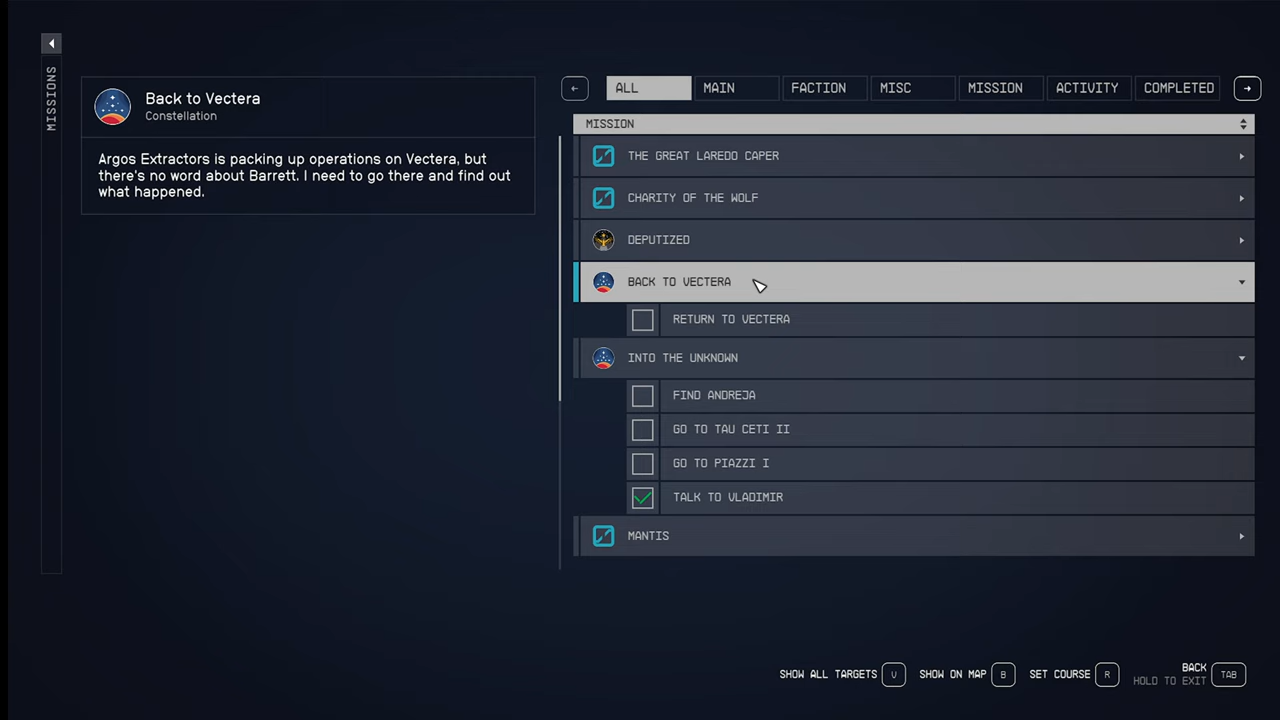 MISSIONS
Back to Vectera
Constellation
Argos Extractors is packing up operations on Vectera, but
there's no word about Barrett. I need to go there and find out
what happened.
ALL
MAIN
FACTION
MISC
MISSION
ACTIVITY
COMPLETED
MISSION
THE GREAT LAREDO CAPER
CHARITY OF THE WOLF
DEPUTIZED
BACK TO VECTERA
RETURN TO VECTERA
INTO THE UNKNOWN
FIND ANDREJA
GO TO TAU CETI II
GO TO PIAZZI I
TALK TO VLADIMIR
MANTIS
SHOW ALL TARGETS V
SHOW ON MAP B
SET COURSE R
BACK
HOLD TO EXIT
TAB